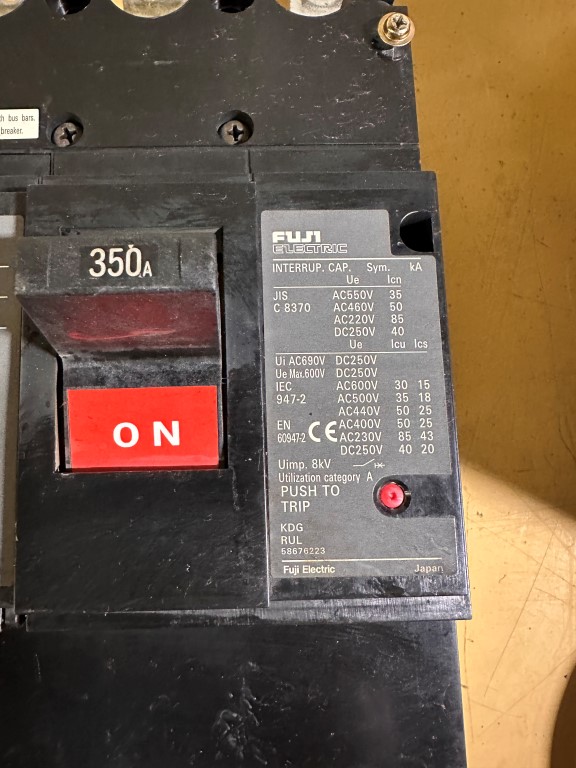 th bus bars.
breaker.
350A
ON
FUJI
ELECTRIC
INTERRUP. CAP. Sym. kA
Ue Icn
JIS AC550V 35
C 8370 AC460V 50
AC220V 85
DC250V 40
Ue Icu Ics
Ui AC690V DC250V
Ue Max.600V DC250V
IEC AC600V 30 15
947-2 AC500V 35 18
AC440V 50 25
EN AC400V 50 25
60947-2 CE AC230V 85 43
DC250V 40 20
Uimp. 8kV
Utilization category A
PUSH TO
TRIP
KDG
RUL
58676223
Fuji Electric Japan